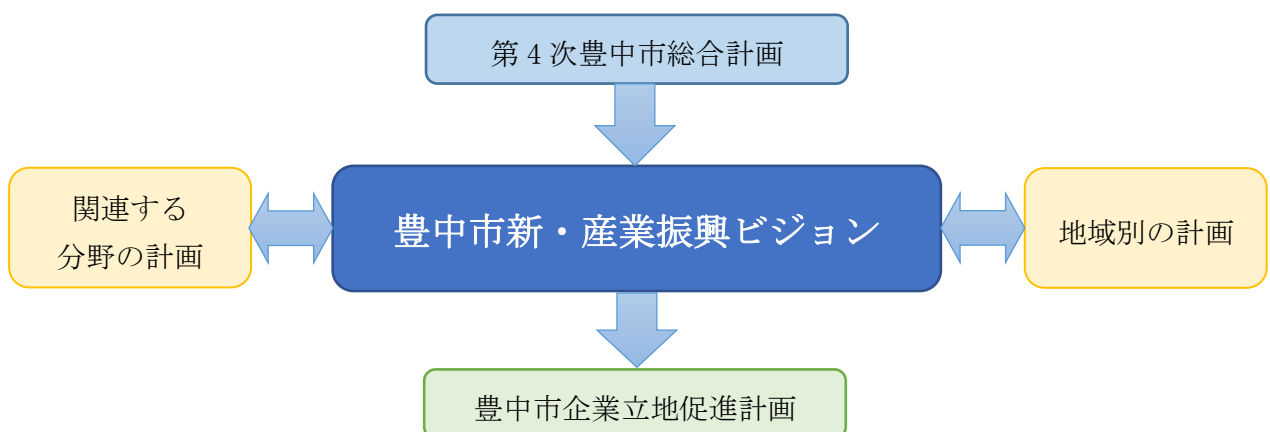 第4次豊中市総合計画
関連する
分野の計画
豊中市新・産業振興ビジョン
地域別の計画
豊中市企業立地促進計画